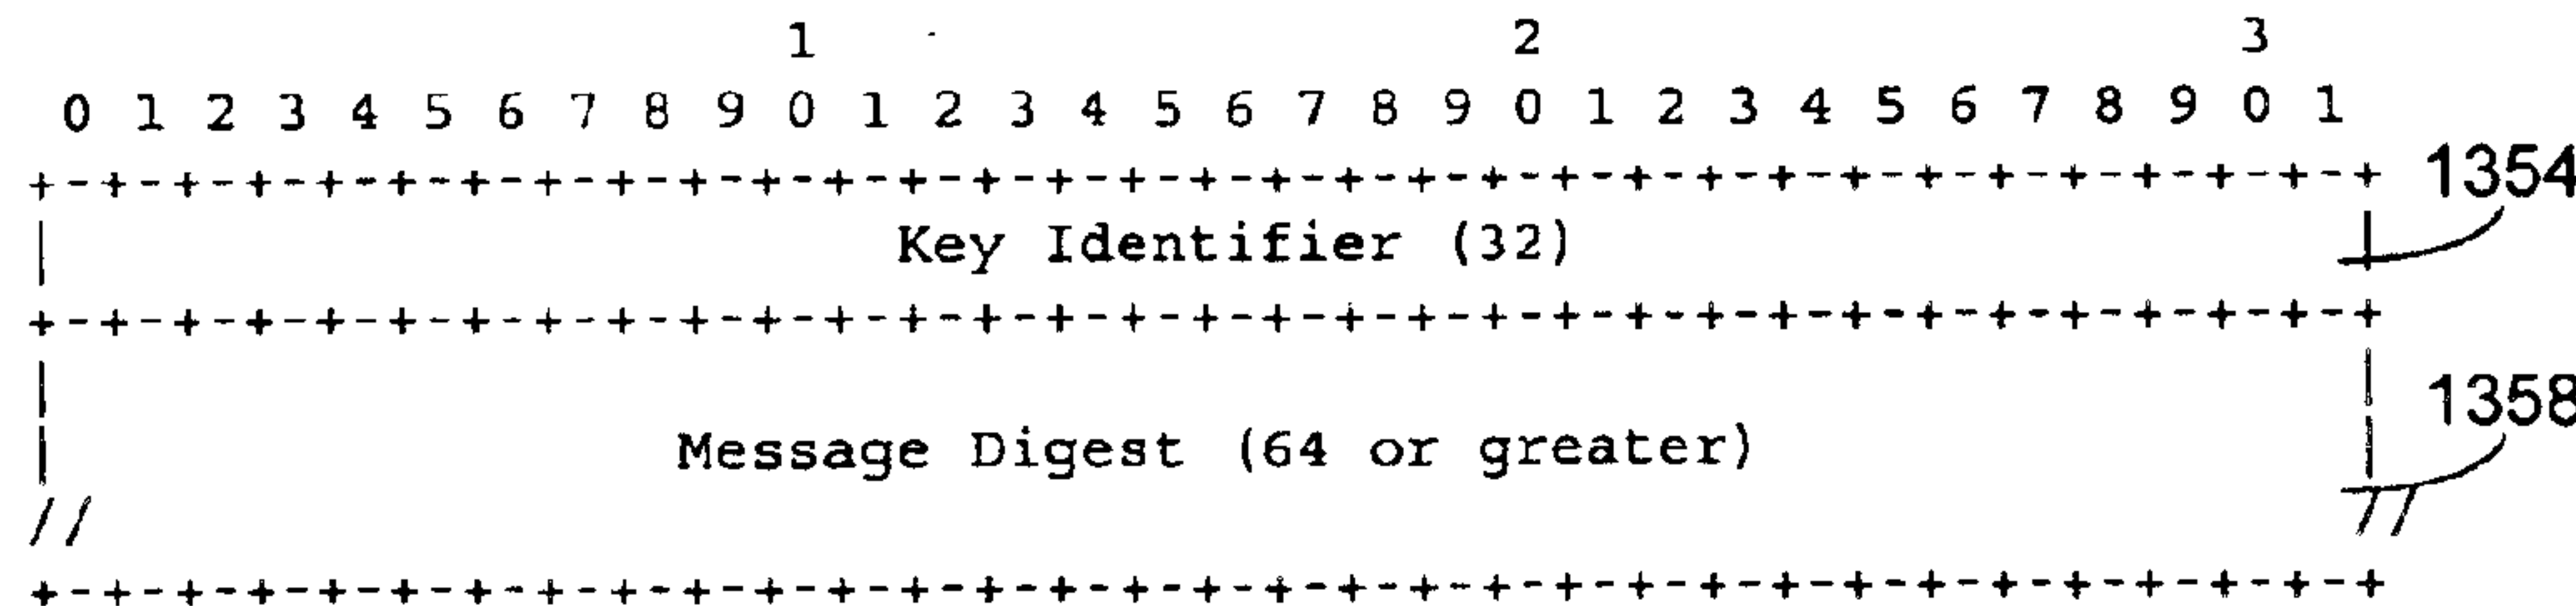 1 2 3
0 1 2 3 4 5 6 7 8 9 0 1 2 3 4 5 6 7 8 9 0 1 2 3 4 5 6 7 8 9 0 1
+-+-+-+-+-+-+-+-+-+-+-+-+-+-+-+-+-+-+-+-+-+-+-+-+-+-+-+-+-+-+-+-+ 1354
| Key Identifier (32) |
+-+-+-+-+-+-+-+-+-+-+-+-+-+-+-+-+-+-+-+-+-+-+-+-+-+-+-+-+-+-+-+-+
| | 1358
| Message Digest (64 or greater) |
// //
+-+-+-+-+-+-+-+-+-+-+-+-+-+-+-+-+-+-+-+-+-+-+-+-+-+-+-+-+-+-+-+-+